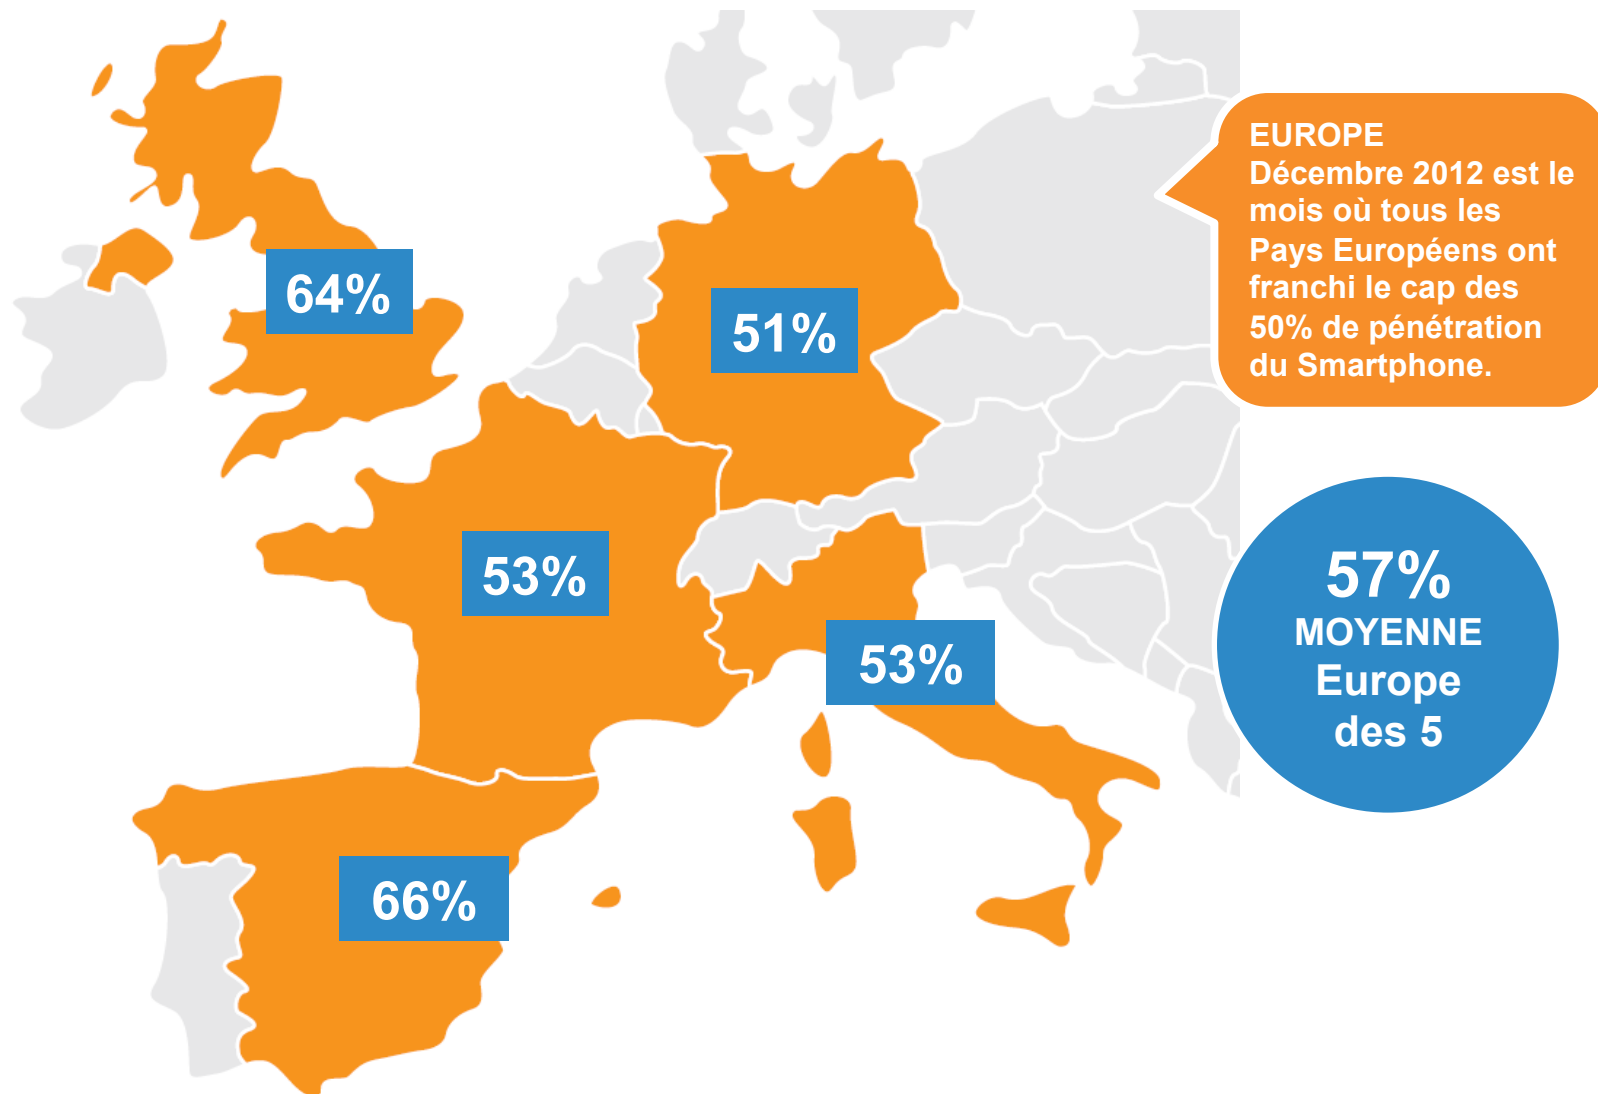 64%
51%
53%
53%
66%
EUROPE
Décembre 2012 est le
mois où tous les
Pays Européens ont
franchi le cap des
50% de pénétration
du Smartphone.
57%
MOYENNE
Europe
des 5